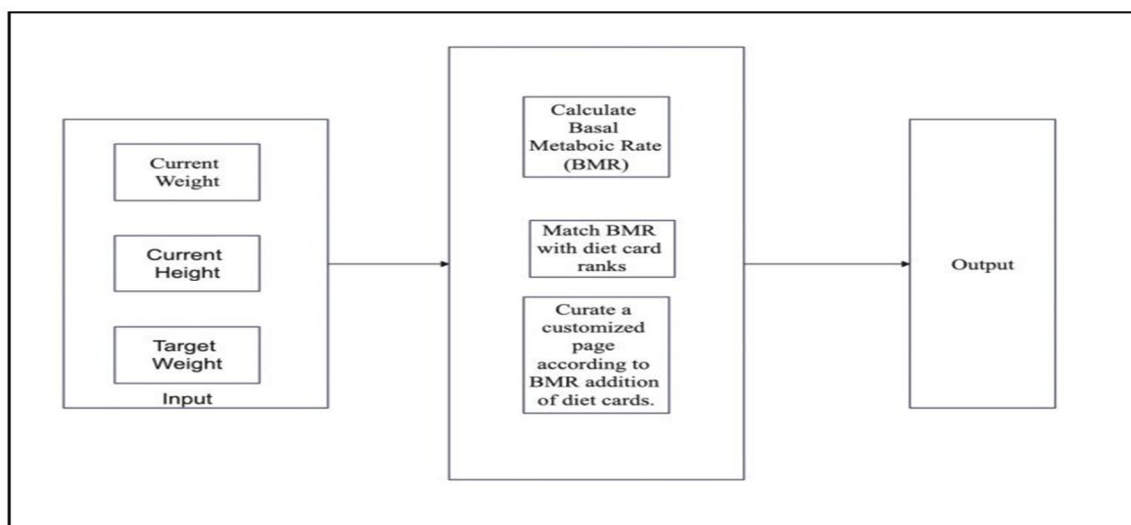 Current
Weight
Current
Height
Target
Weight
Input
Calculate
Basal
Metaboic Rate
(BMR)
Match BMR
with diet card
ranks
Curate a
customized
page
according to
BMR addition
of diet cards.
Output